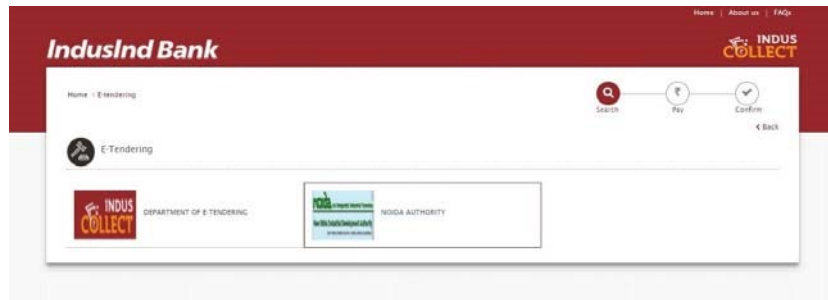 Home | About us | FAQs
IndusInd Bank
INDUS
COLLECT
Home / E-tendering
Search
Pay
Confirm
< Back
E-Tendering
INDUS
COLLECT
DEPARTMENT OF E TENDERING
noida
NOIDA AUTHORITY